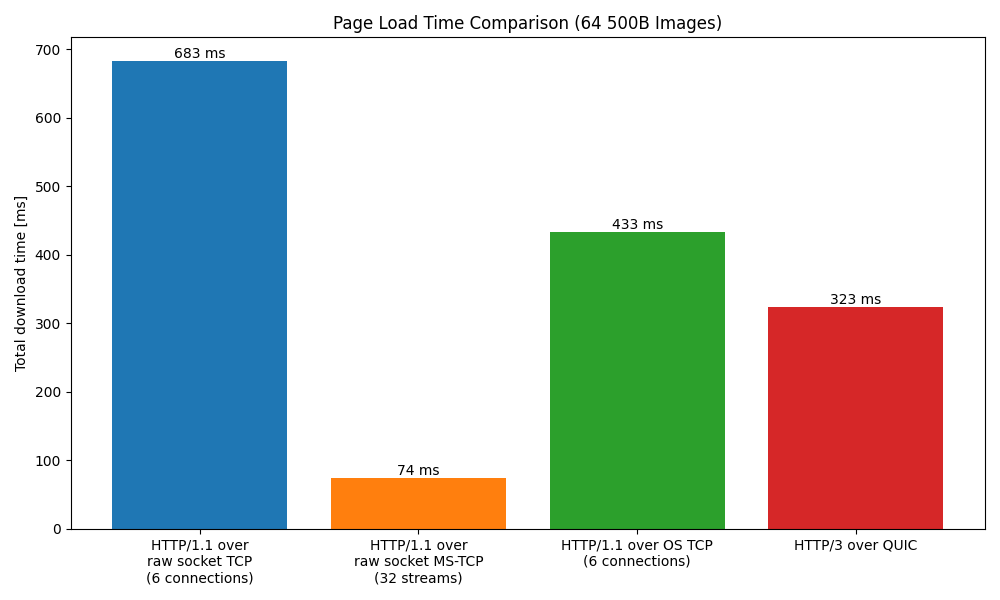 Page Load Time Comparison (64 500B Images)
Total download time [ms]
700
600
500
400
300
200
100
0
683 ms
74 ms
433 ms
323 ms
HTTP/1.1 over
raw socket TCP
(6 connections)
HTTP/1.1 over
raw socket MS-TCP
(32 streams)
HTTP/1.1 over OS TCP
(6 connections)
HTTP/3 over QUIC